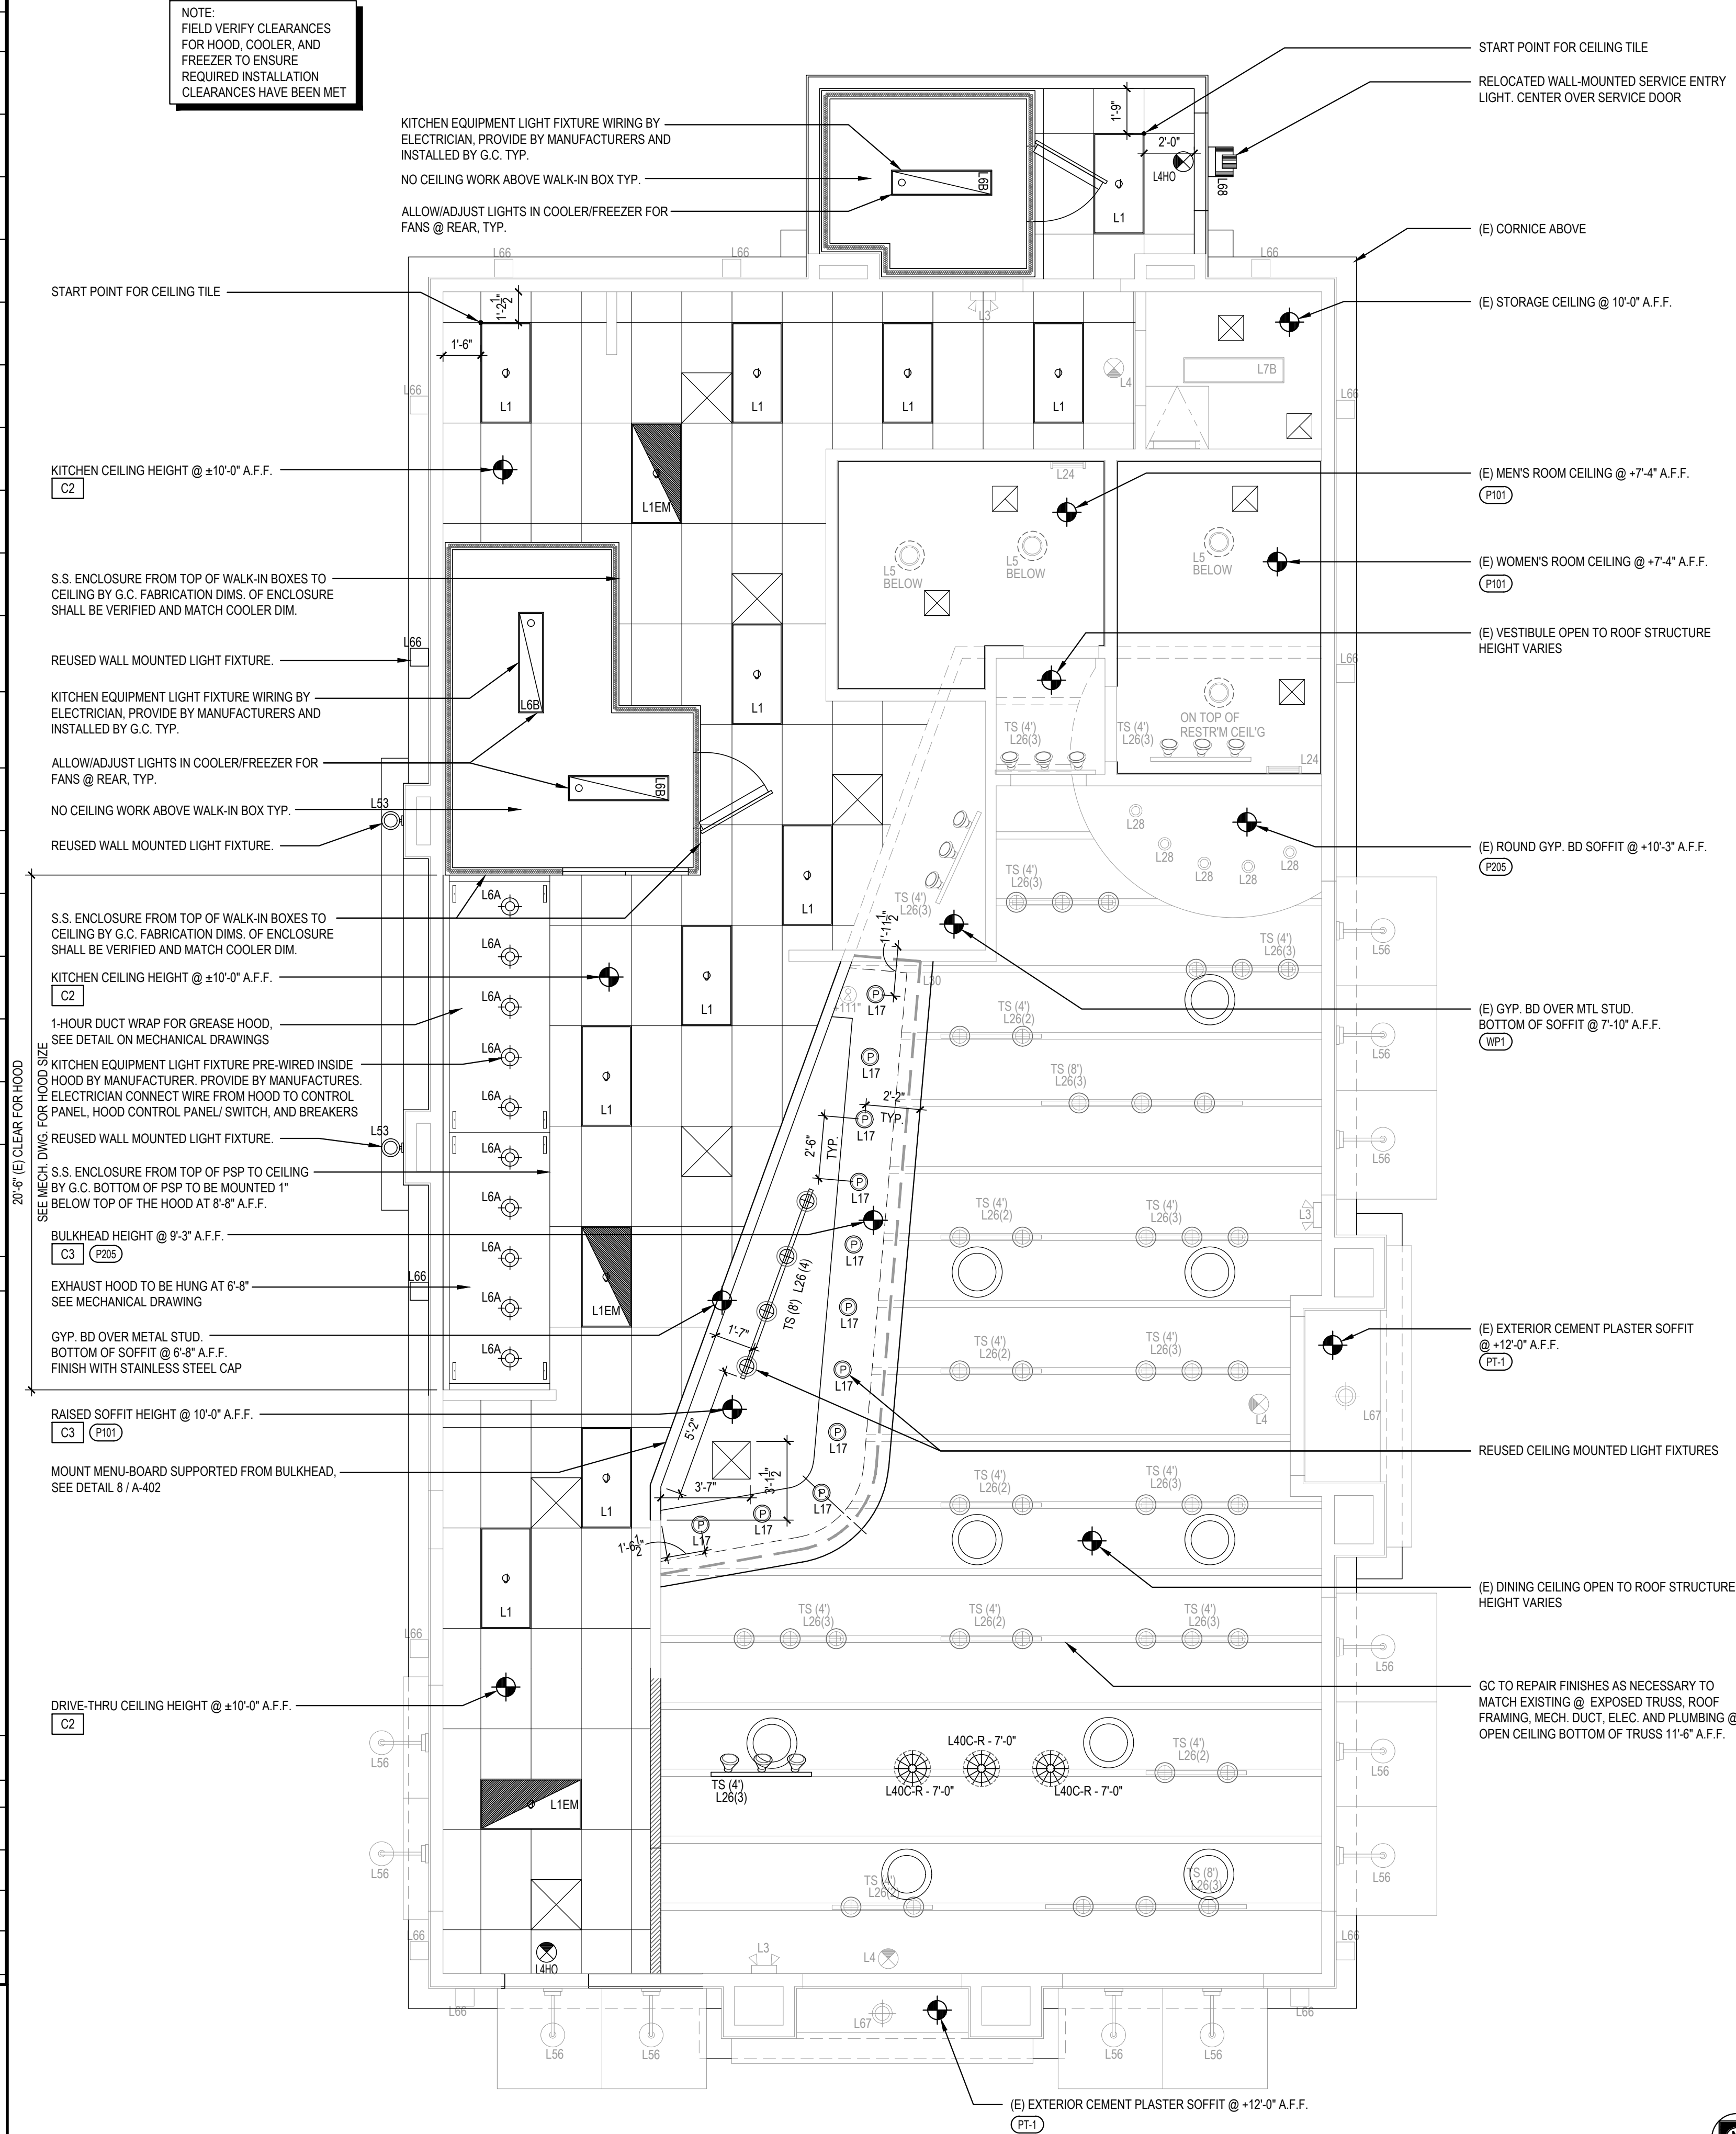 NOTE:
FIELD VERIFY CLEARANCES
FOR HOOD, COOLER, AND
FREEZER TO ENSURE
REQUIRED INSTALLATION
CLEARANCES HAVE BEEN MET
KITCHEN EQUIPMENT LIGHT FIXTURE WIRING BY
ELECTRICIAN, PROVIDE BY MANUFACTURERS AND
INSTALLED BY G.C. TYP.
NO CEILING WORK ABOVE WALK-IN BOX TYP.
ALLOW/ADJUST LIGHTS IN COOLER/FREEZER FOR
FANS @ REAR, TYP.
START POINT FOR CEILING TILE
KITCHEN CEILING HEIGHT @ ±10'-0" A.F.F.
C2
S.S. ENCLOSURE FROM TOP OF WALK-IN BOXES TO
CEILING BY G.C. FABRICATION DIMS. OF ENCLOSURE
SHALL BE VERIFIED AND MATCH COOLER DIM.
REUSED WALL MOUNTED LIGHT FIXTURE.
KITCHEN EQUIPMENT LIGHT FIXTURE WIRING BY
ELECTRICIAN, PROVIDE BY MANUFACTURERS AND
INSTALLED BY G.C. TYP.
ALLOW/ADJUST LIGHTS IN COOLER/FREEZER FOR
FANS @ REAR, TYP.
NO CEILING WORK ABOVE WALK-IN BOX TYP.
REUSED WALL MOUNTED LIGHT FIXTURE.
S.S. ENCLOSURE FROM TOP OF WALK-IN BOXES TO
CEILING BY G.C. FABRICATION DIMS. OF ENCLOSURE
SHALL BE VERIFIED AND MATCH COOLER DIM.
KITCHEN CEILING HEIGHT @ ±10'-0" A.F.F.
C2
1-HOUR DUCT WRAP FOR GREASE HOOD,
SEE DETAIL ON MECHANICAL DRAWINGS
KITCHEN EQUIPMENT LIGHT FIXTURE PRE-WIRED INSIDE
HOOD BY MANUFACTURER. PROVIDE BY MANUFACTURES.
ELECTRICIAN CONNECT WIRE FROM HOOD TO CONTROL
PANEL, HOOD CONTROL PANEL/ SWITCH, AND BREAKERS
REUSED WALL MOUNTED LIGHT FIXTURE.
S.S. ENCLOSURE FROM TOP OF PSP TO CEILING
BY G.C. BOTTOM OF PSP TO BE MOUNTED 1"
BELOW TOP OF THE HOOD AT 8'-8" A.F.F.
BULKHEAD HEIGHT @ 9'-3" A.F.F.
C3 P205
EXHAUST HOOD TO BE HUNG AT 6'-8"
SEE MECHANICAL DRAWING
GYP. BD OVER METAL STUD.
BOTTOM OF SOFFIT @ 6'-8" A.F.F.
FINISH WITH STAINLESS STEEL CAP
RAISED SOFFIT HEIGHT @ 10'-0" A.F.F.
C3 P101
MOUNT MENU-BOARD SUPPORTED FROM BULKHEAD,
SEE DETAIL 8 / A-402
DRIVE-THRU CEILING HEIGHT @ ±10'-0" A.F.F.
C2
20'-6" (E) CLEAR FOR HOOD
SEE MECH. DWG. FOR HOOD SIZE
START POINT FOR CEILING TILE
RELOCATED WALL-MOUNTED SERVICE ENTRY
LIGHT. CENTER OVER SERVICE DOOR
(E) CORNICE ABOVE
(E) STORAGE CEILING @ 10'-0" A.F.F.
(E) MEN'S ROOM CEILING @ +7'-4" A.F.F.
P101
(E) WOMEN'S ROOM CEILING @ +7'-4" A.F.F.
P101
(E) VESTIBULE OPEN TO ROOF STRUCTURE
HEIGHT VARIES
(E) ROUND GYP. BD SOFFIT @ +10'-3" A.F.F.
P205
(E) GYP. BD OVER MTL STUD.
BOTTOM OF SOFFIT @ 7'-10" A.F.F.
WP1
(E) EXTERIOR CEMENT PLASTER SOFFIT
@ +12'-0" A.F.F.
PT-1
REUSED CEILING MOUNTED LIGHT FIXTURES
(E) DINING CEILING OPEN TO ROOF STRUCTURE
HEIGHT VARIES
GC TO REPAIR FINISHES AS NECESSARY TO
MATCH EXISTING @ EXPOSED TRUSS, ROOF
FRAMING, MECH. DUCT, ELEC. AND PLUMBING @
OPEN CEILING BOTTOM OF TRUSS 11'-6" A.F.F.
(E) EXTERIOR CEMENT PLASTER SOFFIT @ +12'-0" A.F.F.
PT-1
1'-9"
2'-0"
L4HO
L68
L6B
L1
L66
L66
L66
1'-2 1/2"
1'-6"
L3
L4
L7B
L1
L1
L1
L1
L66
L66
L1EM
L24
L5
BELOW
L5
BELOW
L5
BELOW
L66
L66
L6B
L1
ON TOP OF
RESTR'M CEIL'G
TS (4')
L26(3)
TS (4')
L26(3)
L24
L6B
L53
L28
L28
L28
L28
L28
L1
TS (4')
L26(3)
TS (4')
L26(3)
1'-11 1/2"
L6A
L6A
L6A
L6A
L6A
L6A
L6A
L6A
L6A
L6A
TS (4')
L26(3)
L56
L30
+111"
L17
L1
TS (4')
L26(2)
L56
L17
TS (8')
L26(3)
L1
2'-2"
TYP.
L17
2'-6"
TYP.
L53
L56
L17
TS (4')
L26(2)
TS (4')
L26(3)
L3
L17
TS (8') L26 (4)
L66
L1EM
L17
1'-7"
TS (4')
L26(2)
TS (4')
L26(3)
L17
L4
L67
5'-2"
L17
3'-7"
3'-1 1/2"
TS (4')
L26(2)
TS (4')
L26(3)
L1
L17
L17
L17
1'-6 1/2"
L1
TS (4')
L26(3)
TS (4')
L26(2)
TS (4')
L26(3)
L66
L56
L56
L40C-R - 7'-0"
L40C-R - 7'-0"
L40C-R - 7'-0"
TS (4')
L26(2)
L56
TS (4')
L26(3)
L1EM
L56
TS (4')
L26(2)
TS (8')
L26(3)
L56
L66
L4HO
L3
L4
L66
L66
L67
L66
L56
L56
L56
L56